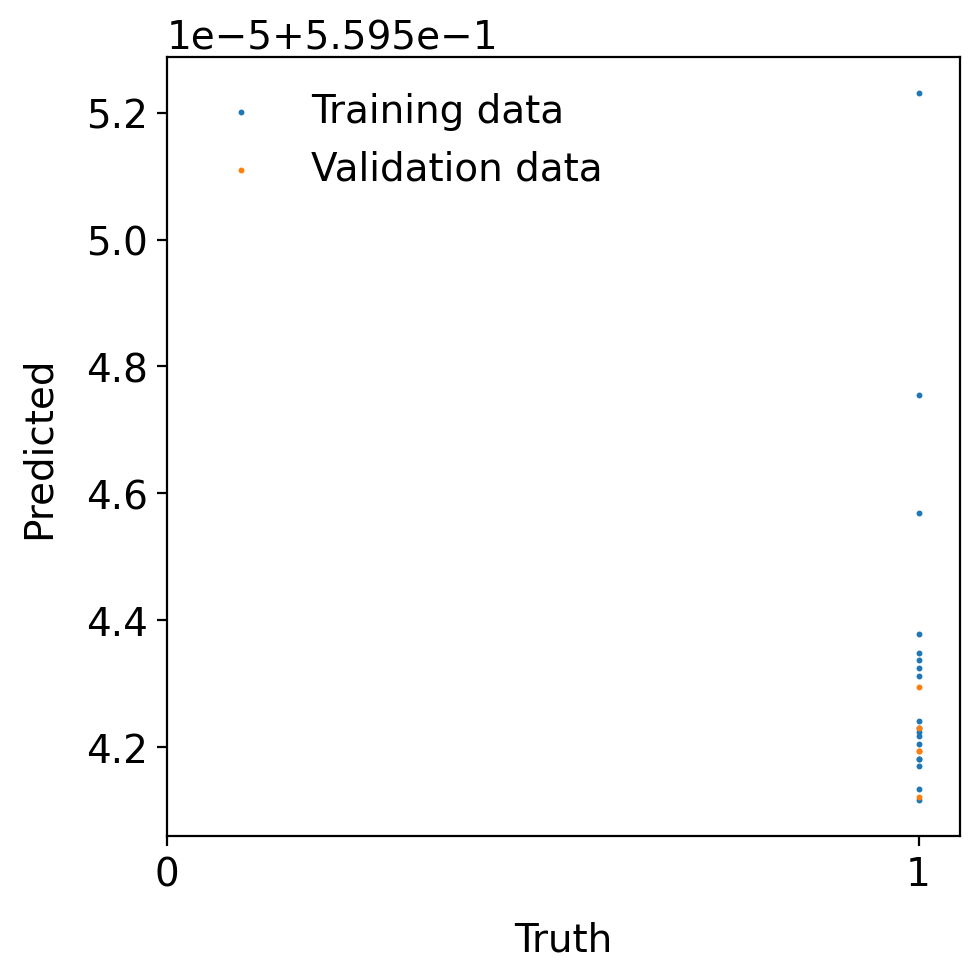 1e−5+5.595e−1
Training data
Validation data
5.2
5.0
4.8
4.6
4.4
4.2
Predicted
0 1
Truth